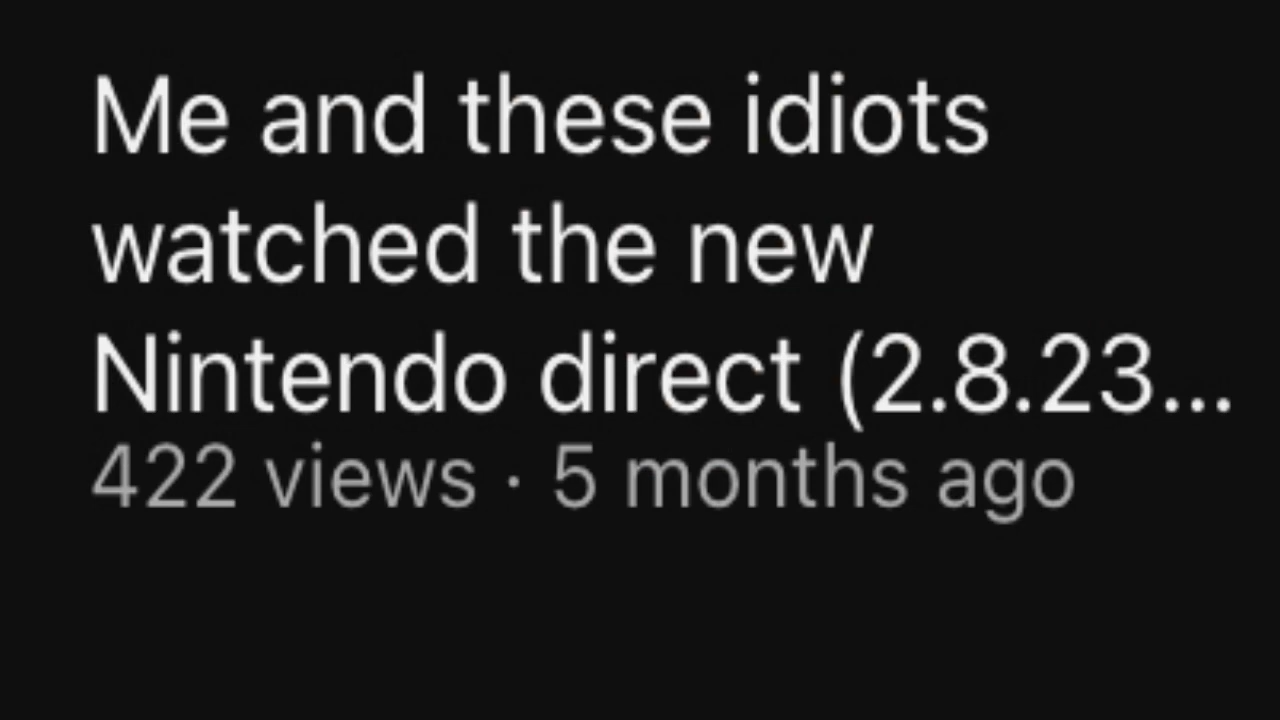 Me and these idiots
watched the new
Nintendo direct (2.8.23...
422 views · 5 months ago